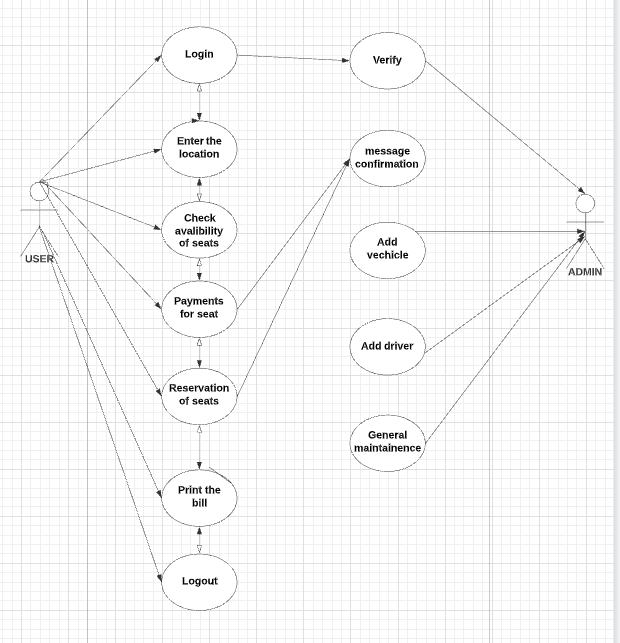 Login
Verify
Enter the
location
message
confirmation
Check
avalibility
of seats
USER
Add
vechicle
ADMIN
Payments
for seat
Add driver
Reservation
of seats
General
maintainence
Print the
bill
Logout